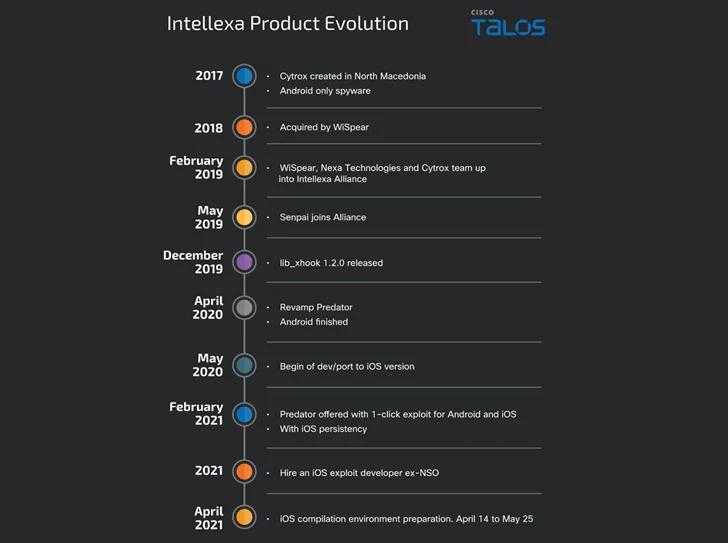 Intellexa Product Evolution
CISCO
TALOS
2017
• Cytrox created in North Macedonia
• Android only spyware
2018
• Acquired by WiSpear
February
2019
• WiSpear, Nexa Technologies and Cytrox team up
into Intellexa Alliance
May
2019
• Senpai joins Alliance
December
2019
• lib_xhook 1.2.0 released
April
2020
• Revamp Predator
• Android finished
May
2020
• Begin of dev/port to iOS version
February
2021
• Predator offered with 1-click exploit for Android and iOS
• With iOS persistency
2021
• Hire an iOS exploit developer ex-NSO
April
2021
• iOS compilation environment preparation. April 14 to May 25